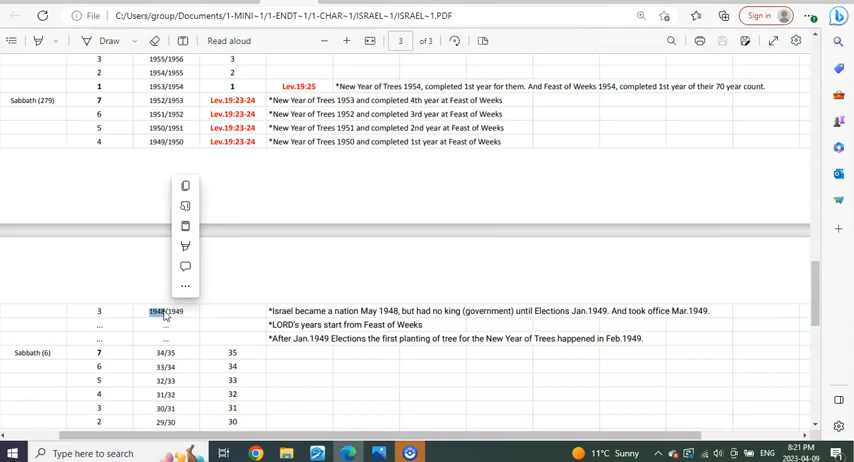 File C:/Users/group/Documents/1-MINI~1/1-ENDT~1/1-CHAR~1/ISRAEL~1/ISRAEL~1.PDF Sign in
Draw Read aloud 3 of 3
3 1955/1956 3
2 1954/1955 2
1 1953/1954 1 Lev.19:25 *New Year of Trees 1954, completed 1st year for them. And Feast of Weeks 1954, completed 1st year of their 70 year count.
Sabbath (279) 7 1952/1953 Lev.19:23-24 *New Year of Trees 1953 and completed 4th year at Feast of Weeks
6 1951/1952 Lev.19:23-24 *New Year of Trees 1952 and completed 3rd year at Feast of Weeks
5 1950/1951 Lev.19:23-24 *New Year of Trees 1951 and completed 2nd year at Feast of Weeks
4 1949/1950 Lev.19:23-24 *New Year of Trees 1950 and completed 1st year at Feast of Weeks
3 1948/1949 *Israel became a nation May 1948, but had no king (government) until Elections Jan.1949. And took office Mar.1949.
... ... *LORD's years start from Feast of Weeks
... ... *After Jan.1949 Elections the first planting of tree for the New Year of Trees happened in Feb.1949.
Sabbath (6) 7 34/35 35
6 33/34 34
5 32/33 33
4 31/32 32
3 30/31 31
2 29/30 30
Type here to search 11°C Sunny ENG 8:21 PM
2023-04-09